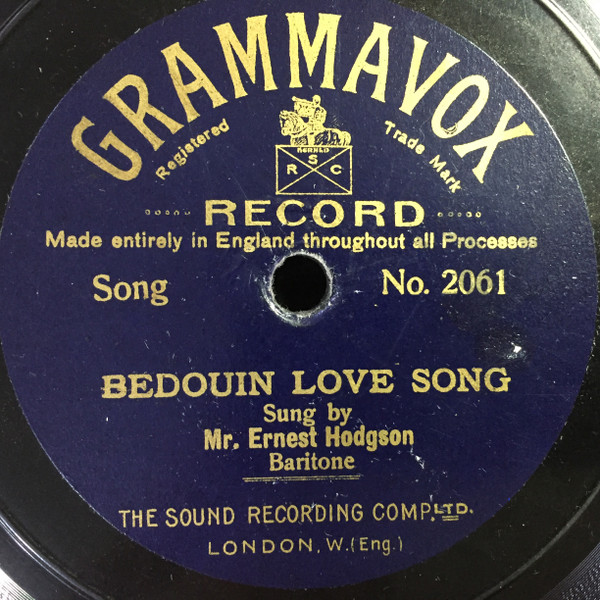 GRAMMAVOX
Registered
Trade Mark
HERALD
S
R C
RECORD
Made entirely in England throughout all Processes
Song
No. 2061
BEDOUIN LOVE SONG
Sung by
Mr. Ernest Hodgson
Baritone
THE SOUND RECORDING COMP. LTD.
LONDON, W. (Eng.)